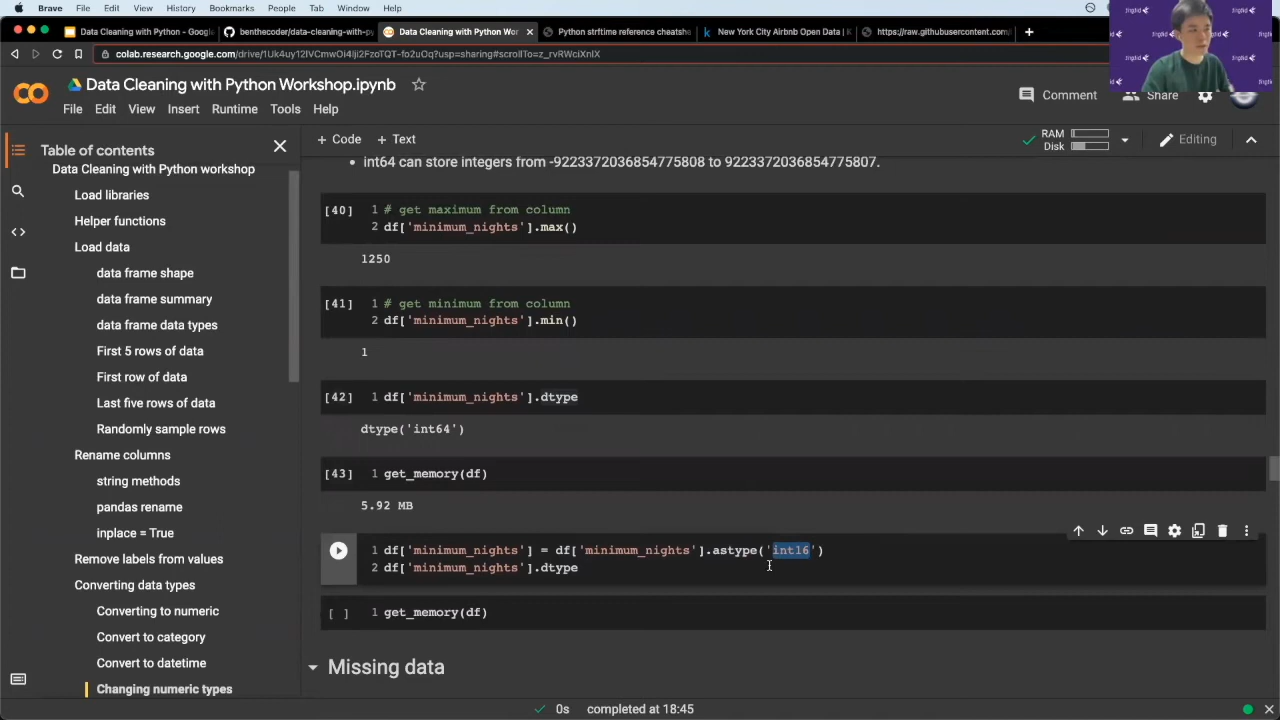 Brave File Edit View History Bookmarks People Tab Window Help
Data Cleaning with Python - Google
benthecoder/data-cleaning-with-py
Data Cleaning with Python Wo
Python strftime reference cheatshe
New York City Airbnb Open Data | K
https://raw.githubusercontent.com/
colab.research.google.com/drive/1Uk4uy12IVCmwOi4Iji2FzoTQT-fo2uOq?usp=sharing#scrollTo=z_rvRWciXnIX
Data Cleaning with Python Workshop.ipynb
File Edit View Insert Runtime Tools Help
Comment
Share
+ Code + Text
RAM
Disk
Editing
Table of contents
Data Cleaning with Python workshop
Load libraries
Helper functions
Load data
data frame shape
data frame summary
data frame data types
First 5 rows of data
First row of data
Last five rows of data
Randomly sample rows
Rename columns
string methods
pandas rename
inplace = True
Remove labels from values
Converting data types
Converting to numeric
Convert to category
Convert to datetime
Changing numeric types
• int64 can store integers from -9223372036854775808 to 9223372036854775807.
[40] 1 # get maximum from column
2 df['minimum_nights'].max()
1250
[41] 1 # get minimum from column
2 df['minimum_nights'].min()
1
[42] 1 df['minimum_nights'].dtype
dtype('int64')
[43] 1 get_memory(df)
5.92 MB
1 df['minimum_nights'] = df['minimum_nights'].astype('int16')
2 df['minimum_nights'].dtype
[ ] 1 get_memory(df)
Missing data
0s completed at 18:45